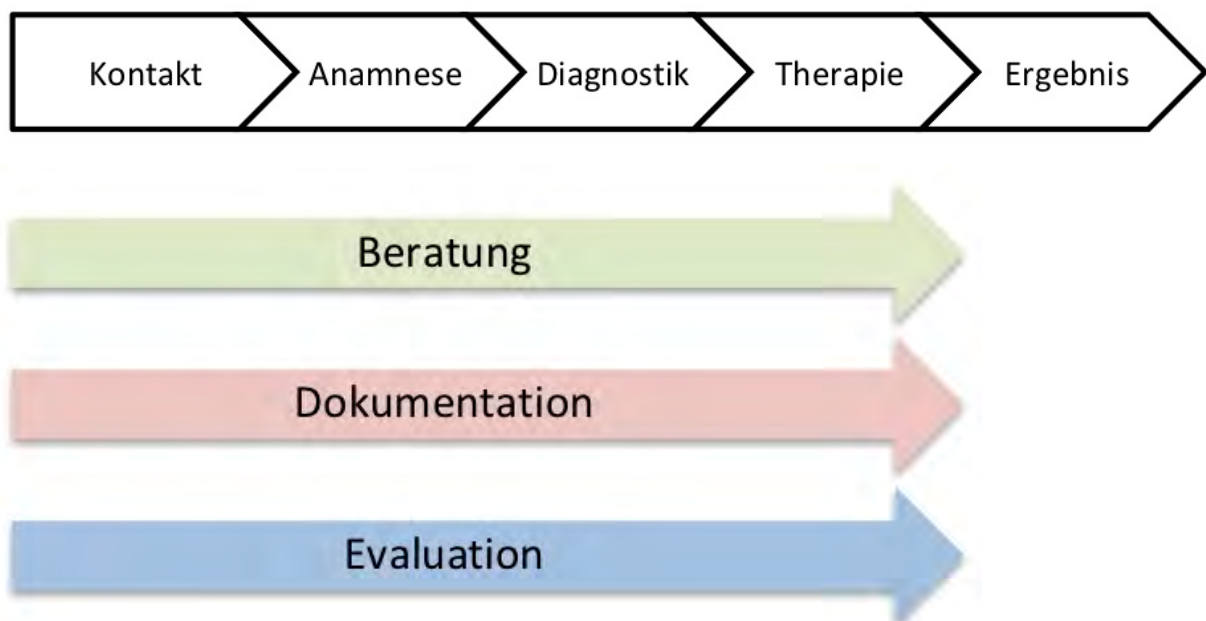 Kontakt Anamnese Diagnostik Therapie Ergebnis
Beratung
Dokumentation
Evaluation